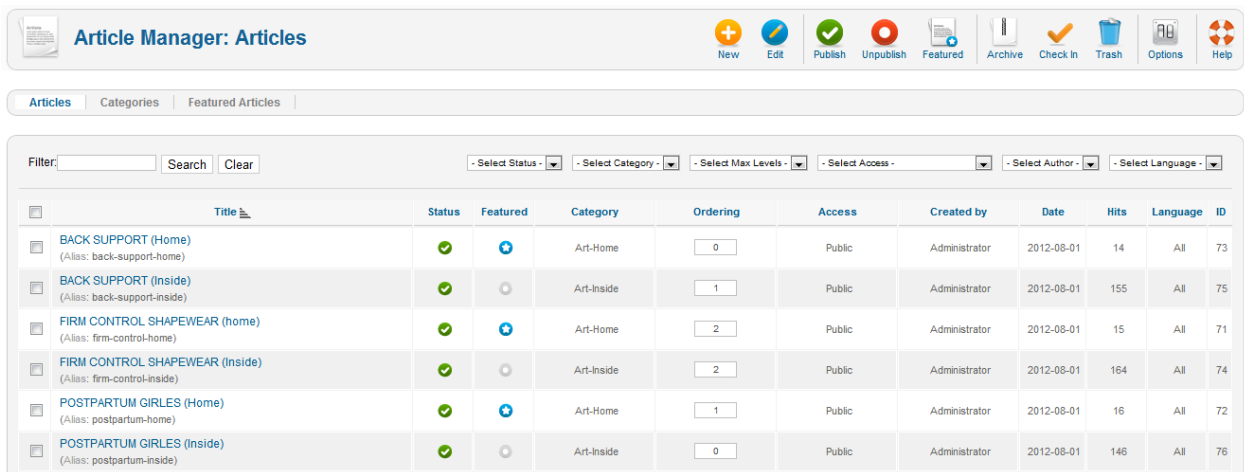 Article Manager: Articles
New Edit Publish Unpublish Featured Archive Check In Trash Options Help
Articles Categories Featured Articles
Filter: Search Clear - Select Status - - Select Category - - Select Max Levels - - Select Access - - Select Author - - Select Language -
Title Status Featured Category Ordering Access Created by Date Hits Language ID
BACK SUPPORT (Home)
(Alias: back-support-home)
Art-Home 0 Public Administrator 2012-08-01 14 All 73
BACK SUPPORT (Inside)
(Alias: back-support-inside)
Art-Inside 1 Public Administrator 2012-08-01 155 All 75
FIRM CONTROL SHAPEWEAR (home)
(Alias: firm-control-home)
Art-Home 2 Public Administrator 2012-08-01 15 All 71
FIRM CONTROL SHAPEWEAR (Inside)
(Alias: firm-control-inside)
Art-Inside 2 Public Administrator 2012-08-01 164 All 74
POSTPARTUM GIRLES (Home)
(Alias: postpartum-home)
Art-Home 1 Public Administrator 2012-08-01 16 All 72
POSTPARTUM GIRLES (Inside)
(Alias: postpartum-inside)
Art-Inside 0 Public Administrator 2012-08-01 146 All 76